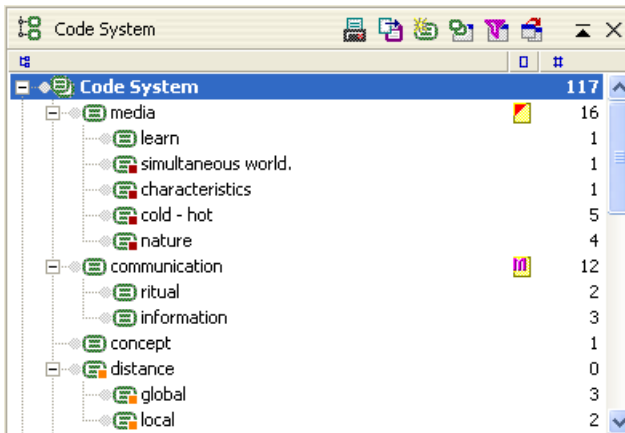 Code System
#
Code System 117
media 16
learn 1
simultaneous world. 1
characteristics 1
cold - hot 5
nature 4
communication 12
ritual 2
information 3
concept 1
distance 0
global 3
local 2